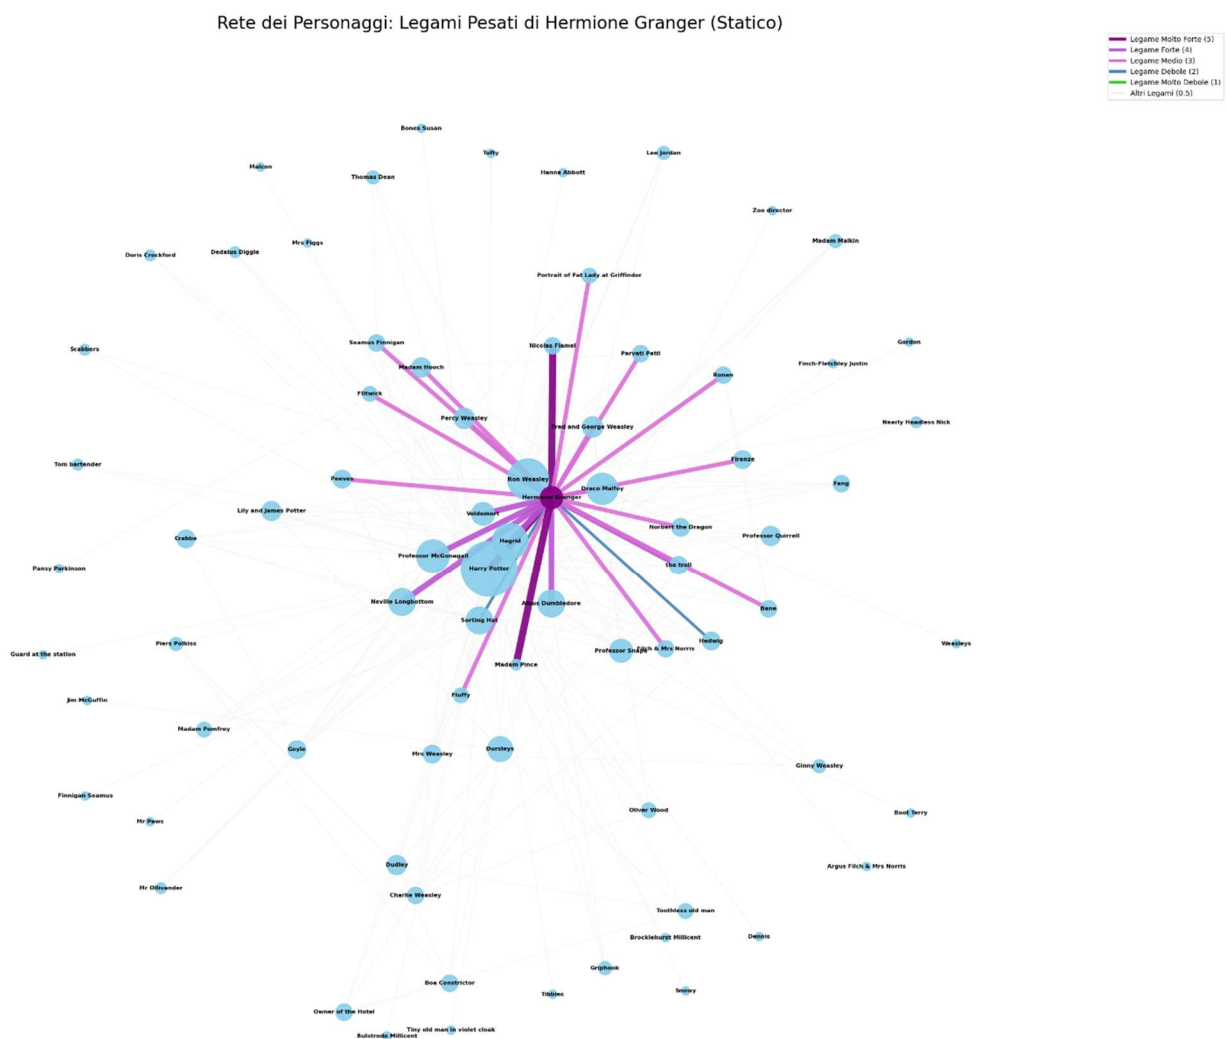 Rete dei Personaggi: Legami Pesati di Hermione Granger (Statico)
Legame Molto Forte (5)
Legame Forte (4)
Legame Medio (3)
Legame Debole (2)
Legame Molto Debole (1)
Altri Legami (0.5)
Bones Susan
Tufty
Lee Jordan
Malcon
Hanna Abbott
Thomas Dean
Zoo director
Mrs Figgs
Madam Malkin
Dedalus Diggle
Doris Crockford
Portrait of Fat Lady at Griffindor
Seamus Finnigan
Nicolas Flamel
Gordon
Scabbers
Parvati Patil
Madam Hooch
Finch-Fletchley Justin
Ronan
Flitwick
Percy Weasley
Fred and George Weasley
Nearly Headless Nick
Tom bartender
Firenze
Peeves
Ron Weasley
Fang
Draco Malfoy
Hermione Granger
Lily and James Potter
Voldemort
Norbert the Dragon
Crabbe
Hagrid
Professor Quirrell
Professor McGonagall
the troll
Pansy Parkinson
Harry Potter
Neville Longbottom
Albus Dumbledore
Bane
Sorting Hat
Hedwig
Piers Polkiss
Weasleys
Professor Snape
Filch & Mrs Norris
Guard at the station
Madam Pince
Fluffy
Jim McGuffin
Madam Pomfrey
Goyle
Mrs Weasley
Dursleys
Ginny Weasley
Finnigan Seamus
Oliver Wood
Boot Terry
Mr Paws
Dudley
Argus Filch & Mrs Norris
Mr Ollivander
Charlie Weasley
Toothless old man
Brocklehurst Millicent
Dennis
Griphook
Boa Constrictor
Snowy
Tibbles
Owner of the Hotel
Tiny old man in violet cloak
Bulstrode Millicent